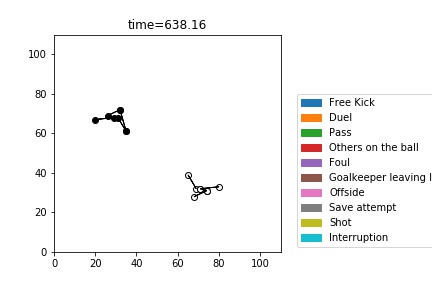 time=638.16
100
80
60
40
20
0
0 20 40 60 80 100
Free Kick
Duel
Pass
Others on the ball
Foul
Goalkeeper leaving l
Offside
Save attempt
Shot
Interruption